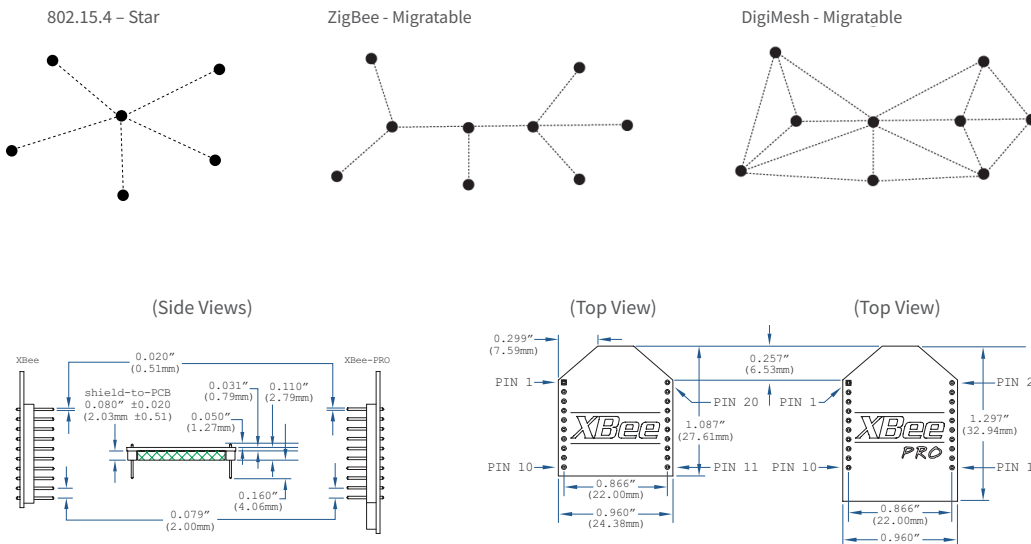 802.15.4 – Star
ZigBee - Migratable
DigiMesh - Migratable
(Side Views)
(Top View)
(Top View)
XBee
0.020″
(0.51mm)
XBee-PRO
shield-to-PCB
0.080″ ±0.020
(2.03mm ±0.51)
0.031″
(0.79mm)
0.110″
(2.79mm)
0.050″
(1.27mm)
0.160″
(4.06mm)
0.079″
(2.00mm)
0.299″
(7.59mm)
0.257″
(6.53mm)
PIN 1
PIN 20
PIN 1
PIN 2
XBee
1.087″
(27.61mm)
XBee
PRO
1.297″
(32.94mm)
PIN 10
PIN 11
PIN 10
PIN 1
0.866″
(22.00mm)
0.960″
(24.38mm)
0.866″
(22.00mm)
0.960″